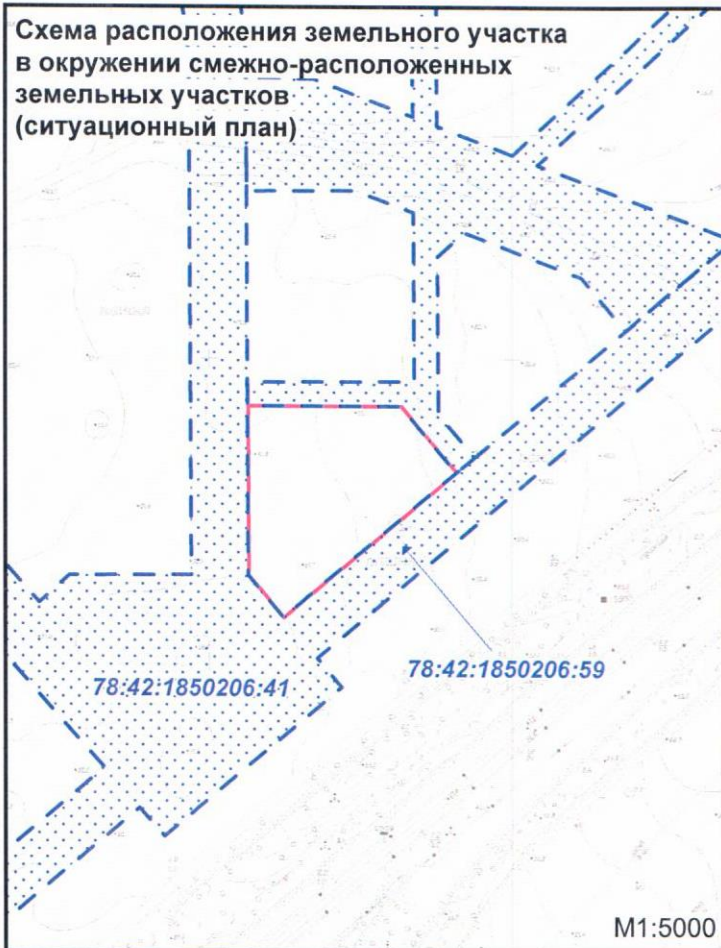 Схема расположения земельного участка
в окружении смежно-расположенных
земельных участков
(ситуационный план)
78:42:1850206:59
78:42:1850206:41
М1:5000